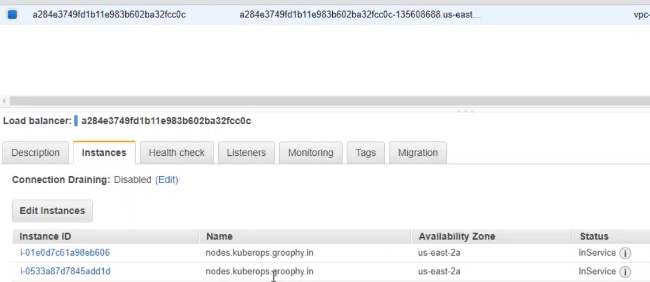 a284e3749fd1b11e983b602ba32fcc0c a284e3749fd1b11e983b602ba32fcc0c-135608688.us-east... vpc-
Load balancer: a284e3749fd1b11e983b602ba32fcc0c
Description Instances Health check Listeners Monitoring Tags Migration
Connection Draining: Disabled (Edit)
Edit Instances
Instance ID Name Availability Zone Status
i-01e0d7c61a98eb606 nodes.kuberops.groophy.in us-east-2a InService
i-0533a87d7845add1d nodes.kuberops.groophy.in us-east-2a InService